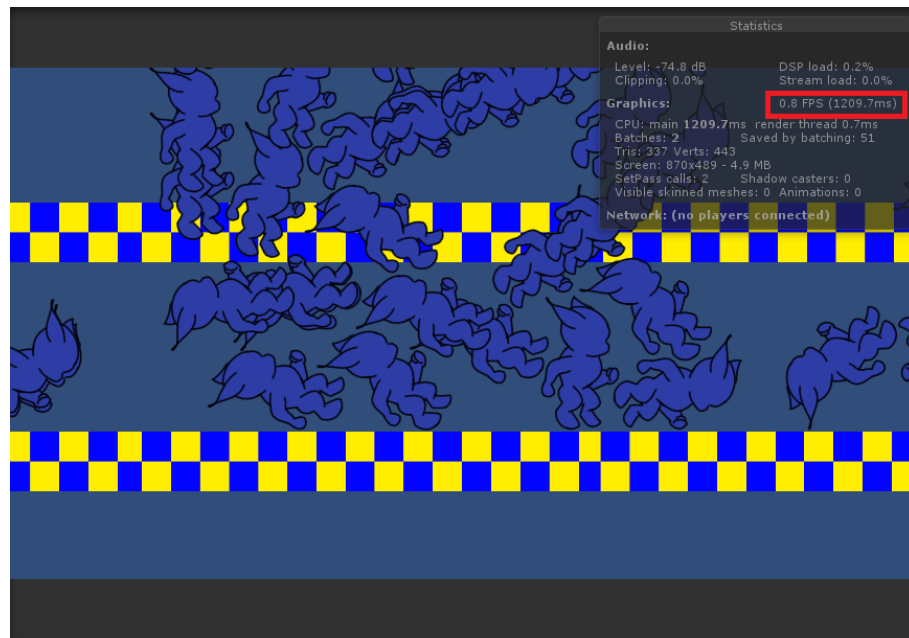 Statistics
Audio:
Level: -74.8 dB DSP load: 0.2%
Clipping: 0.0% Stream load: 0.0%
Graphics: 0.8 FPS (1209.7ms)
CPU: main 1209.7ms render thread 0.7ms
Batches: 2 Saved by batching: 51
Tris: 337 Verts: 443
Screen: 870x489 - 4.9 MB
SetPass calls: 2 Shadow casters: 0
Visible skinned meshes: 0 Animations: 0
Network: (no players connected)